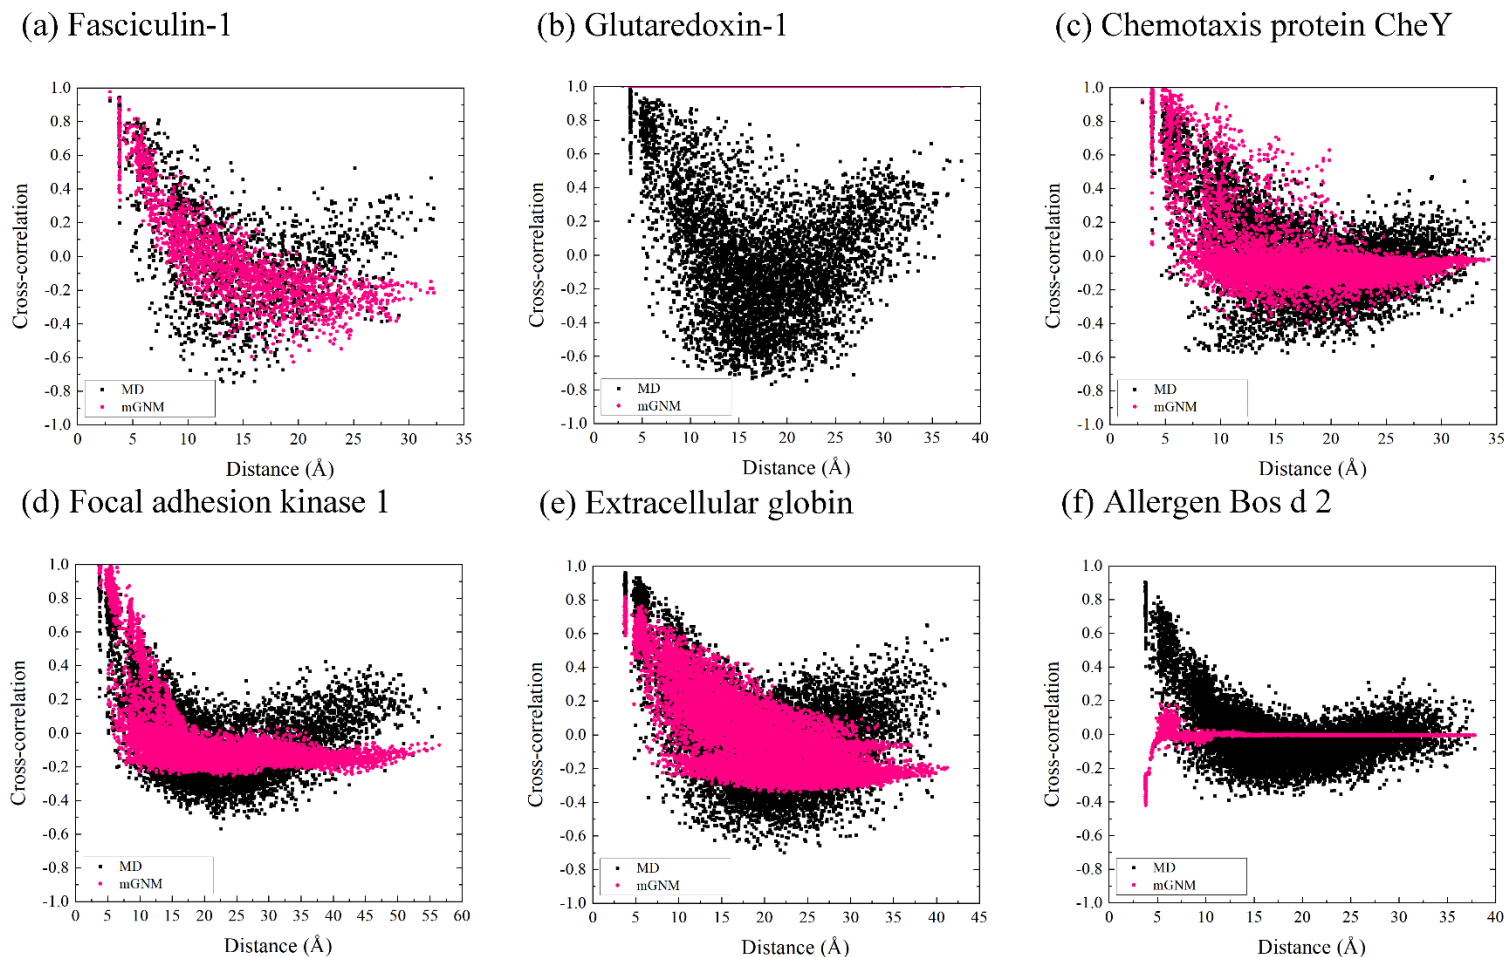 (a) Fasciculin-1
(b) Glutaredoxin-1
(c) Chemotaxis protein CheY
1.0
0.8
0.6
0.4
0.2
0.0
-0.2
-0.4
-0.6
-0.8
-1.0
Cross-correlation
MD
mGNM
0 5 10 15 20 25 30 35
Distance (Å)
1.0
0.8
0.6
0.4
0.2
0.0
-0.2
-0.4
-0.6
-0.8
-1.0
Cross-correlation
MD
mGNM
0 5 10 15 20 25 30 35 40
Distance (Å)
1.0
0.8
0.6
0.4
0.2
0.0
-0.2
-0.4
-0.6
-0.8
-1.0
Cross-correlation
MD
mGNM
0 5 10 15 20 25 30 35
Distance (Å)
(d) Focal adhesion kinase 1
(e) Extracellular globin
(f) Allergen Bos d 2
1.0
0.8
0.6
0.4
0.2
0.0
-0.2
-0.4
-0.6
-0.8
-1.0
Cross-correlation
MD
mGNM
0 5 10 15 20 25 30 35 40 45 50 55 60
Distance (Å)
1.0
0.8
0.6
0.4
0.2
0.0
-0.2
-0.4
-0.6
-0.8
-1.0
Cross-correlation
MD
mGNM
0 5 10 15 20 25 30 35 40 45
Distance (Å)
1.0
0.8
0.6
0.4
0.2
0.0
-0.2
-0.4
-0.6
-0.8
-1.0
Cross-correlation
MD
mGNM
0 5 10 15 20 25 30 35 40
Distance (Å)